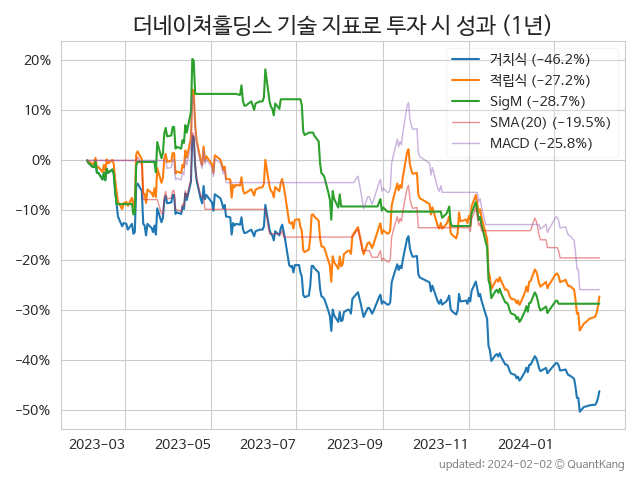 더네이쳐홀딩스 기술 지표로 투자 시 성과 (1년)
거치식 (−46.2%)
적립식 (−27.2%)
SigM (−28.7%)
SMA(20) (−19.5%)
MACD (−25.8%)
20%
10%
0%
−10%
−20%
−30%
−40%
−50%
2023−03 2023−05 2023−07 2023−09 2023−11 2024−01
updated: 2024−02−02 © QuantKang